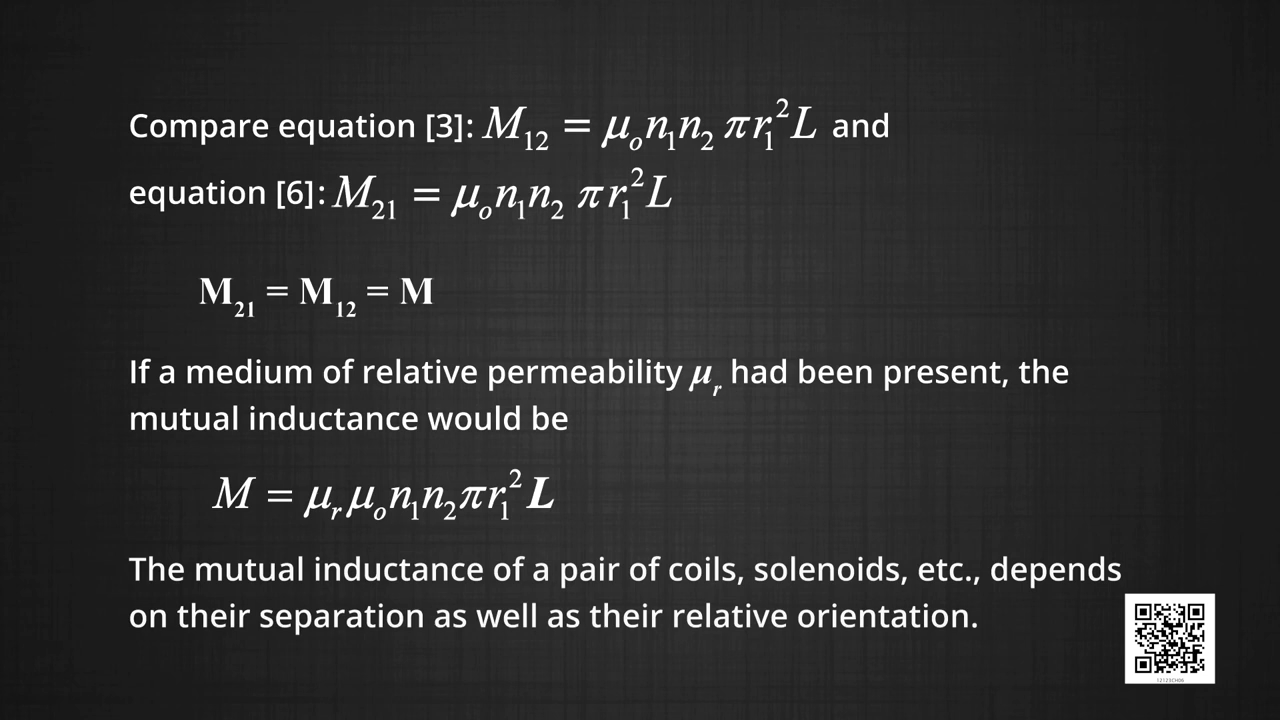 Compare equation [3]: M₁₂ = μₒn₁n₂ πr₁²L and
equation [6]: M₂₁ = μₒn₁n₂ πr₁²L
M₂₁ = M₁₂ = M
If a medium of relative permeability μᵣ had been present, the
mutual inductance would be
M = μᵣμₒn₁n₂πr₁²L
The mutual inductance of a pair of coils, solenoids, etc., depends
on their separation as well as their relative orientation.
12123CH06